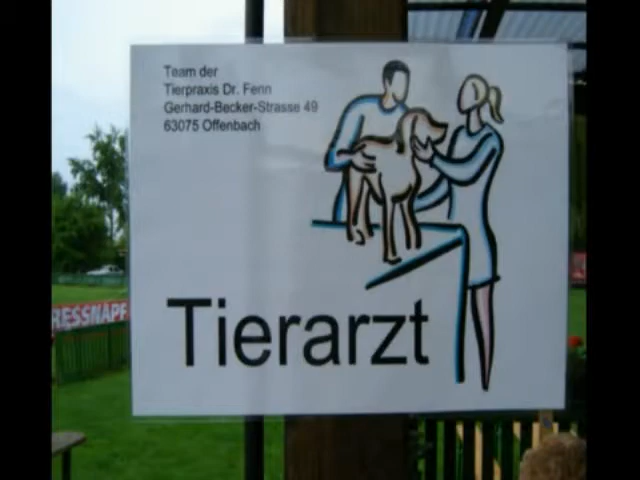 Team der
Tierpraxis Dr. Fenn
Gerhard-Becker-Strasse 49
63075 Offenbach
Tierarzt
RESSNAPF